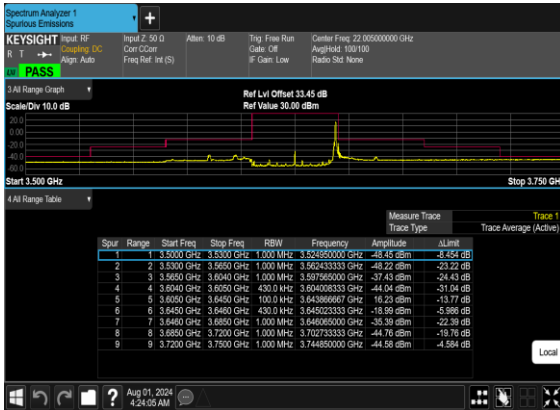 Spectrum Analyzer 1
Spurious Emissions
+
KEYSIGHT Input: RF Input Z: 50 Ω Atten: 10 dB Trig: Free Run Center Freq: 22.005000000 GHz
R T Coupling: DC Corr CCorr Gate: Off Avg|Hold: 100/100
Align: Auto Freq Ref: Int (S) IF Gain: Low Radio Std: None
PASS
3 All Range Graph
Ref Lvl Offset 33.45 dB
Scale/Div 10.0 dB Ref Value 30.00 dBm
20.0
0.00
-20.0
-40.0
-60.0
Start 3.500 GHz Stop 3.750 GH
4 All Range Table
Measure Trace Trace 1
Trace Type Trace Average (Active)
Spur Range Start Freq Stop Freq RBW Frequency Amplitude ΔLimit
1 1 3.5000 GHz 3.5300 GHz 1.000 MHz 3.524950000 GHz -48.45 dBm -8.454 dB
2 2 3.5300 GHz 3.5650 GHz 1.000 MHz 3.562433333 GHz -48.22 dBm -23.22 dB
3 3 3.5650 GHz 3.6040 GHz 1.000 MHz 3.597565000 GHz -37.43 dBm -24.43 dB
4 4 3.6040 GHz 3.6050 GHz 430.0 kHz 3.604008333 GHz -44.04 dBm -31.04 dB
5 5 3.6050 GHz 3.6450 GHz 100.0 kHz 3.643866667 GHz 16.23 dBm -13.77 dB
6 6 3.6450 GHz 3.6460 GHz 430.0 kHz 3.645023333 GHz -18.99 dBm -5.986 dB
7 7 3.6460 GHz 3.6850 GHz 1.000 MHz 3.646065000 GHz -35.39 dBm -22.39 dB
8 8 3.6850 GHz 3.7200 GHz 1.000 MHz 3.702733333 GHz -44.76 dBm -19.76 dB
9 9 3.7200 GHz 3.7500 GHz 1.000 MHz 3.744850000 GHz -44.58 dBm -4.584 dB
Local
? Aug 01, 2024
4:24:05 AM